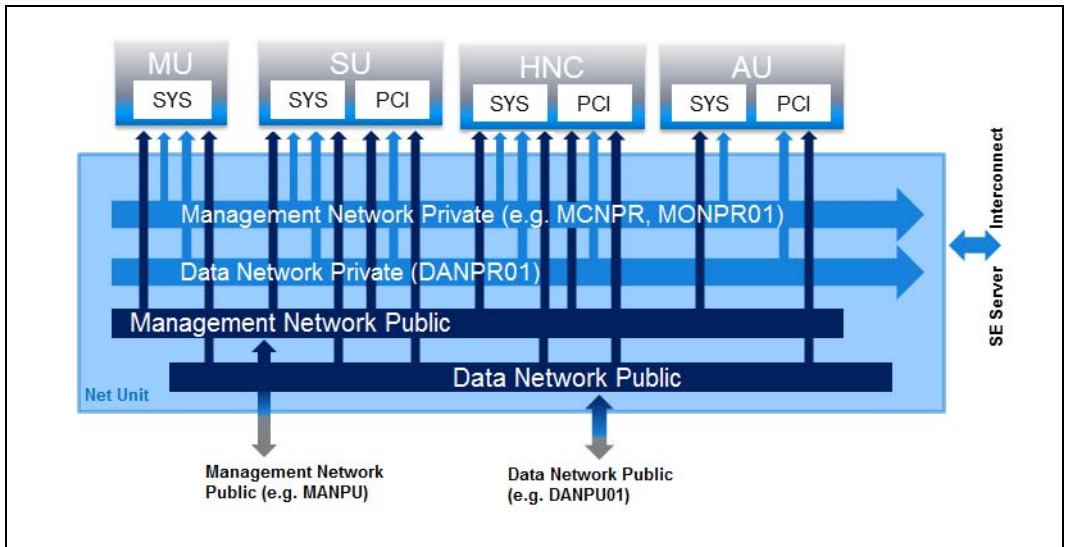 MU SU HNC AU
SYS SYS PCI SYS PCI SYS PCI
Management Network Private (e.g. MCNPR, MONPR01)
Data Network Private (DANPR01)
Management Network Public
Data Network Public
Net Unit
SE Server Interconnect
Management Network
Public (e.g. MANPU)
Data Network Public
(e.g. DANPU01)